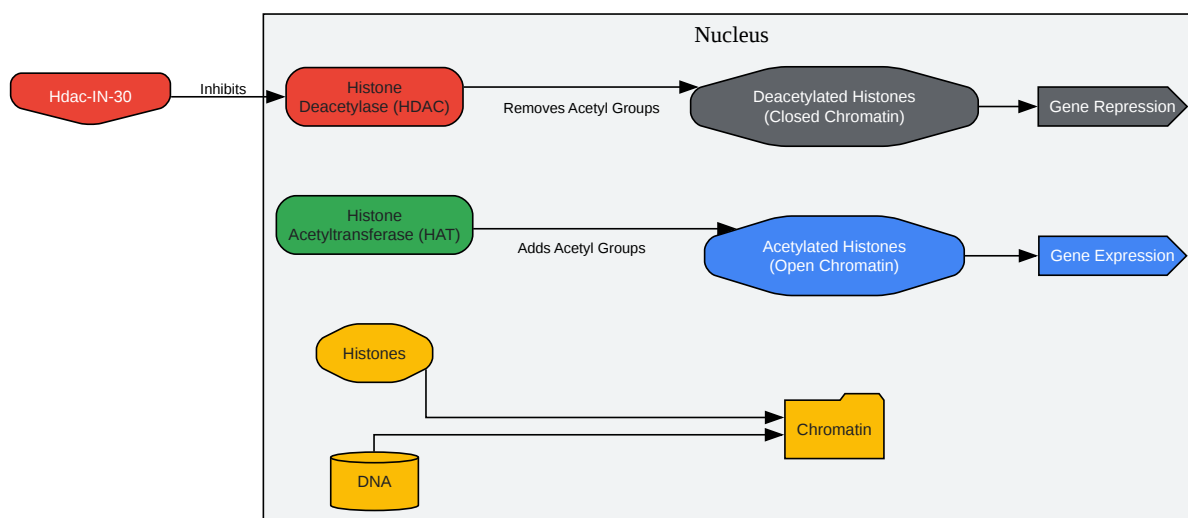 Nucleus
Hdac-IN-30
Inhibits
Histone
Deacetylase (HDAC)
Removes Acetyl Groups
Deacetylated Histones
(Closed Chromatin)
Gene Repression
Histone
Acetyltransferase (HAT)
Adds Acetyl Groups
Acetylated Histones
(Open Chromatin)
Gene Expression
Histones
Chromatin
DNA